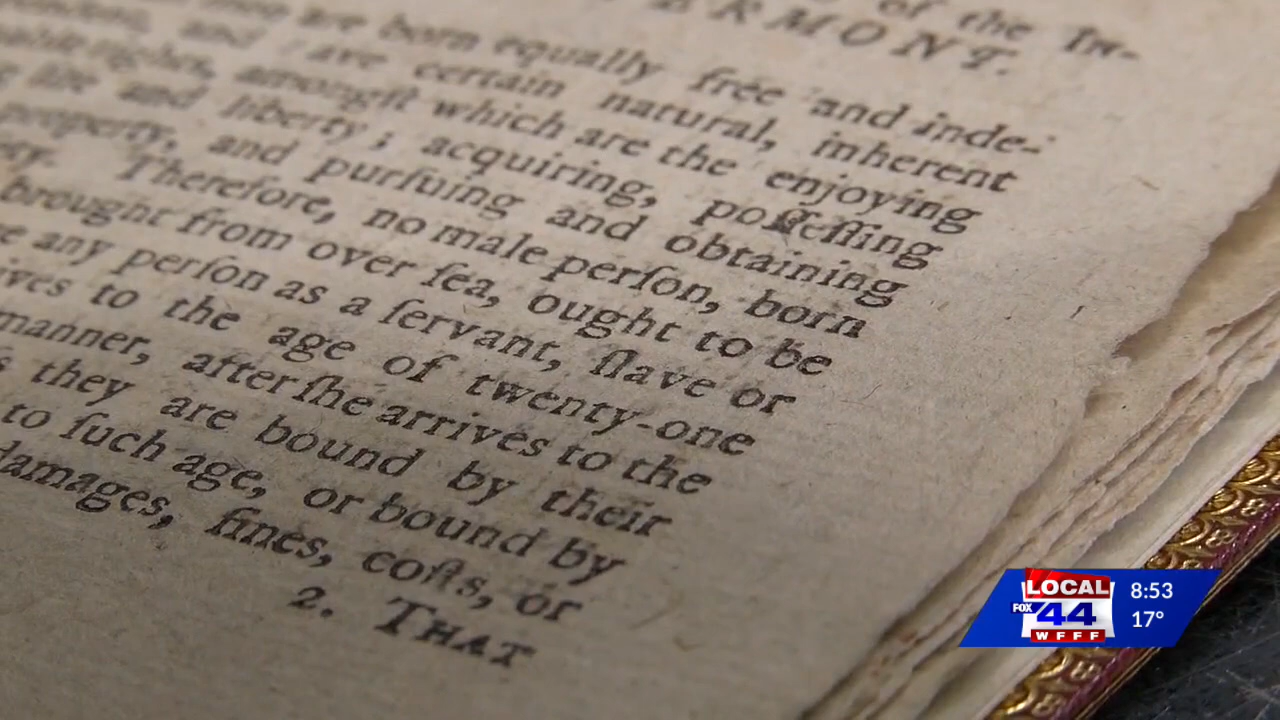 of the In-
ERMONT.
are born equally free and inde-
and have certain natural, inherent
amongſt which are the enjoying
life and liberty; acquiring, poſſeſſing
property, and purſuing and obtaining
Therefore, no male perſon, born
brought from over ſea, ought to be
any perſon as a ſervant, ſlave or
to the age of twenty-one
manner, after ſhe arrives to the
they are bound by their
to ſuch age, or bound by
damages, fines, coſts, or
2. THAT
LOCAL
FOX 44
WFFF
8:53
17°